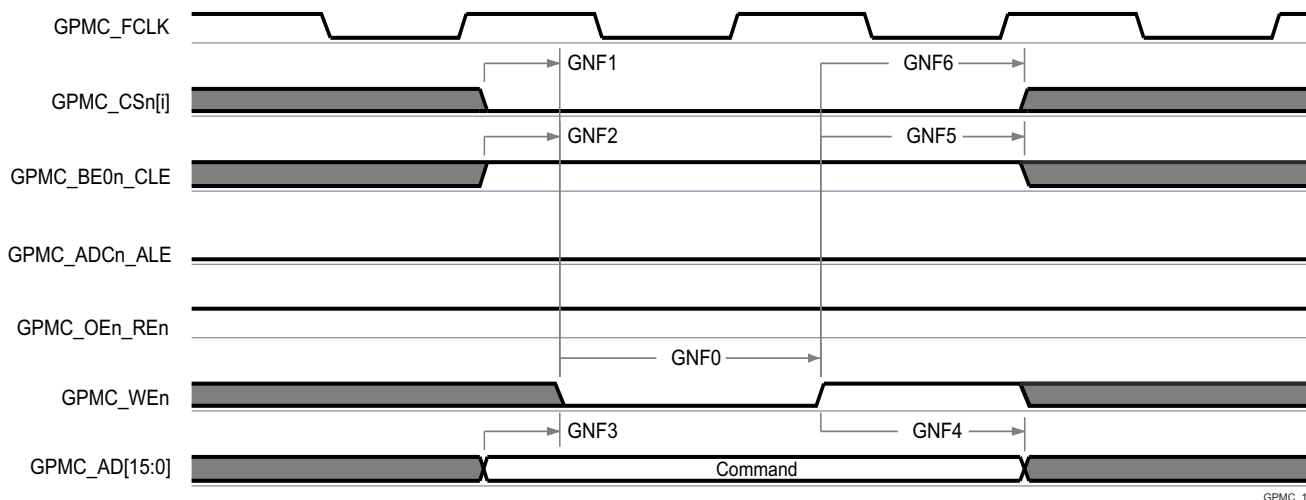 GPMC_FCLK
GNF1 GNF6
GPMC_CSn[i]
GNF2 GNF5
GPMC_BE0n_CLE
GPMC_ADCn_ALE
GPMC_OEn_REn
GNF0
GPMC_WEn
GNF3 GNF4
GPMC_AD[15:0] Command